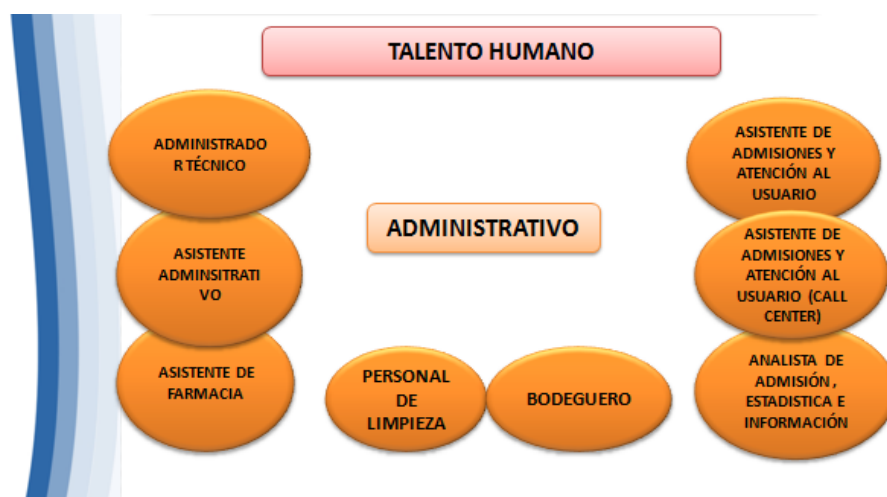 TALENTO HUMANO
ADMINISTRADO
R TÉCNICO
ASISTENTE
ADMINSITRATI
VO
ASISTENTE DE
FARMACIA
ADMINISTRATIVO
PERSONAL
DE
LIMPIEZA
BODEGUERO
ASISTENTE DE
ADMISIONES Y
ATENCIÓN AL
USUARIO
ASISTENTE DE
ADMISIONES Y
ATENCIÓN AL
USUARIO (CALL
CENTER)
ANALISTA DE
ADMISIÓN ,
ESTADISTICA E
INFORMACIÓN